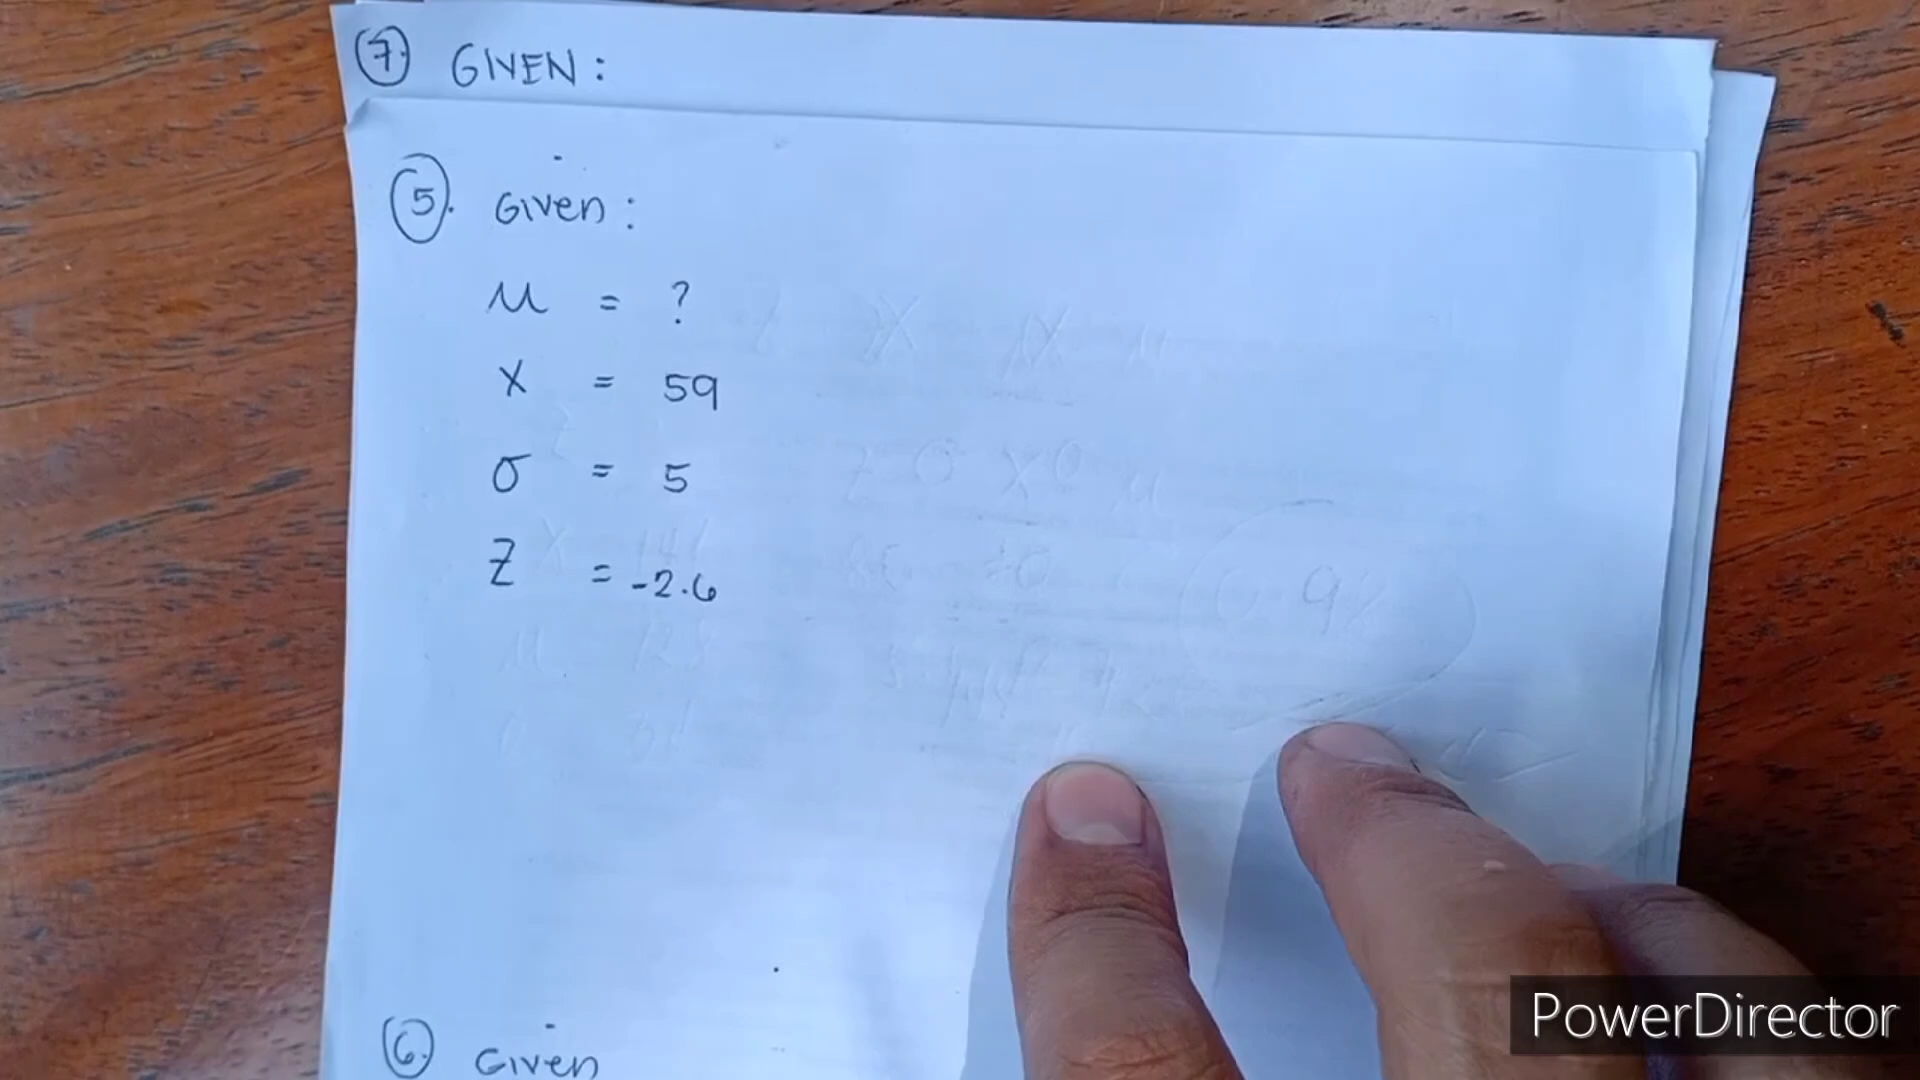 7. GIVEN:
5. Given:
μ = ?
X = 59
σ = 5
Z = -2.6
6. Given
PowerDirector